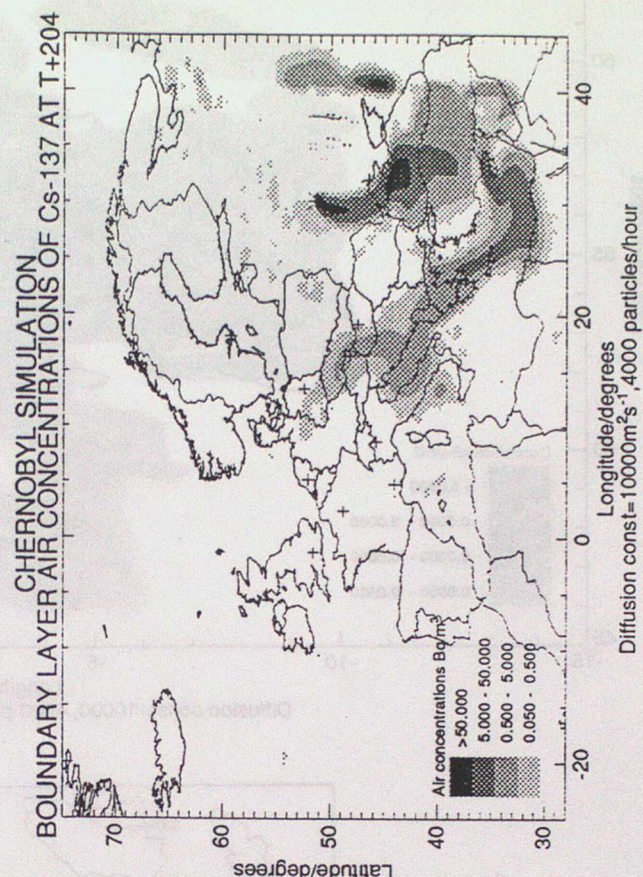 CHERNOBYL SIMULATION
BOUNDARY LAYER AIR CONCENTRATIONS OF Cs-137 AT T+204
Latitude/degrees
70
60
50
40
30
Air concentrations Bq/m³
>50.000
5.000 - 50.000
0.500 - 5.000
0.050 - 0.500
-20
0
20
40
Longitude/degrees
Diffusion const=10000m²s⁻¹,4000 particles/hour